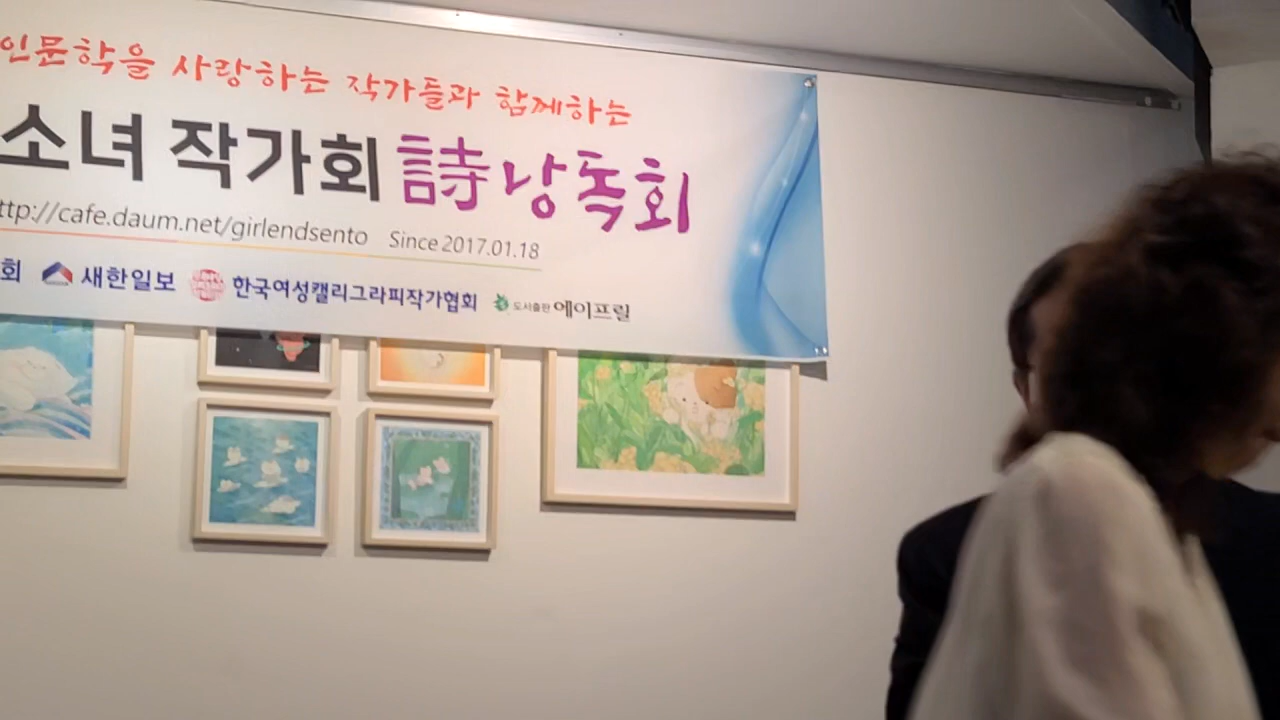 인문학을 사랑하는 작가들과 함께하는
소녀 작가회 詩낭독회
ttp://cafe.daum.net/girlendsento Since 2017.01.18
회 새한일보 한국여성캘리그라피작가협회 도서출판 에이프릴